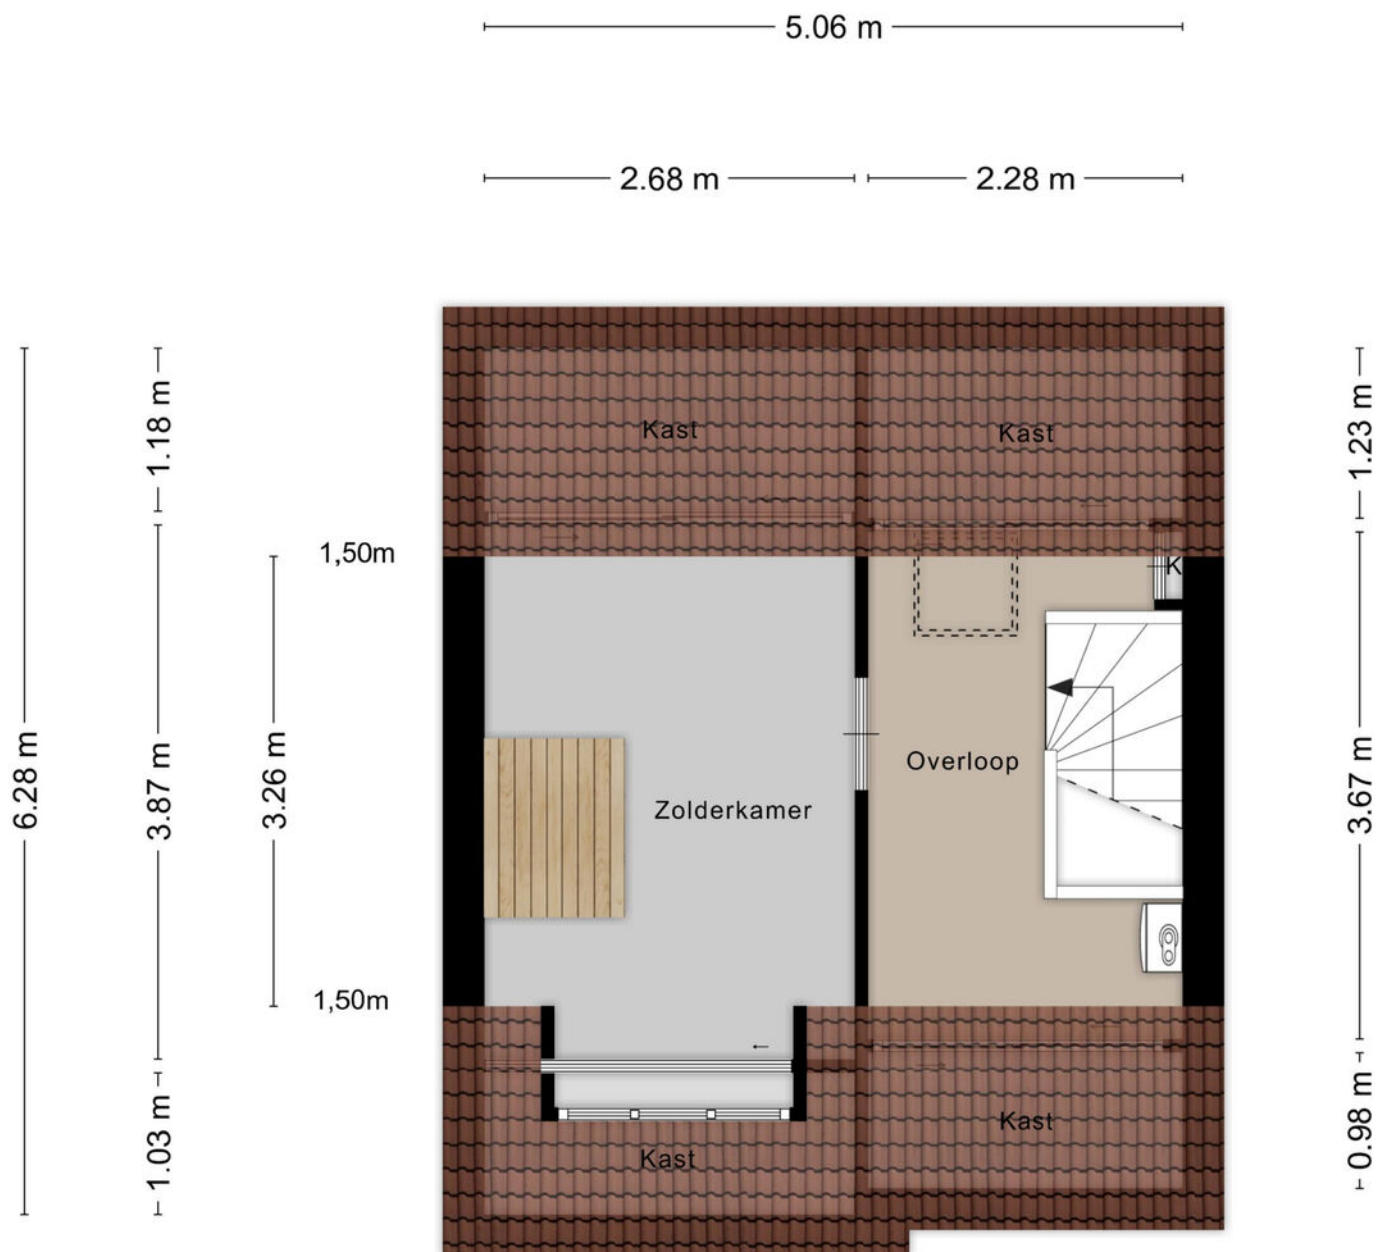 5.06 m
2.68 m
2.28 m
6.28 m
1.18 m
3.87 m
1.03 m
3.26 m
1,50m
1,50m
1.23 m
3.67 m
0.98 m
Kast
Kast
K
Overloop
Zolderkamer
Kast
Kast